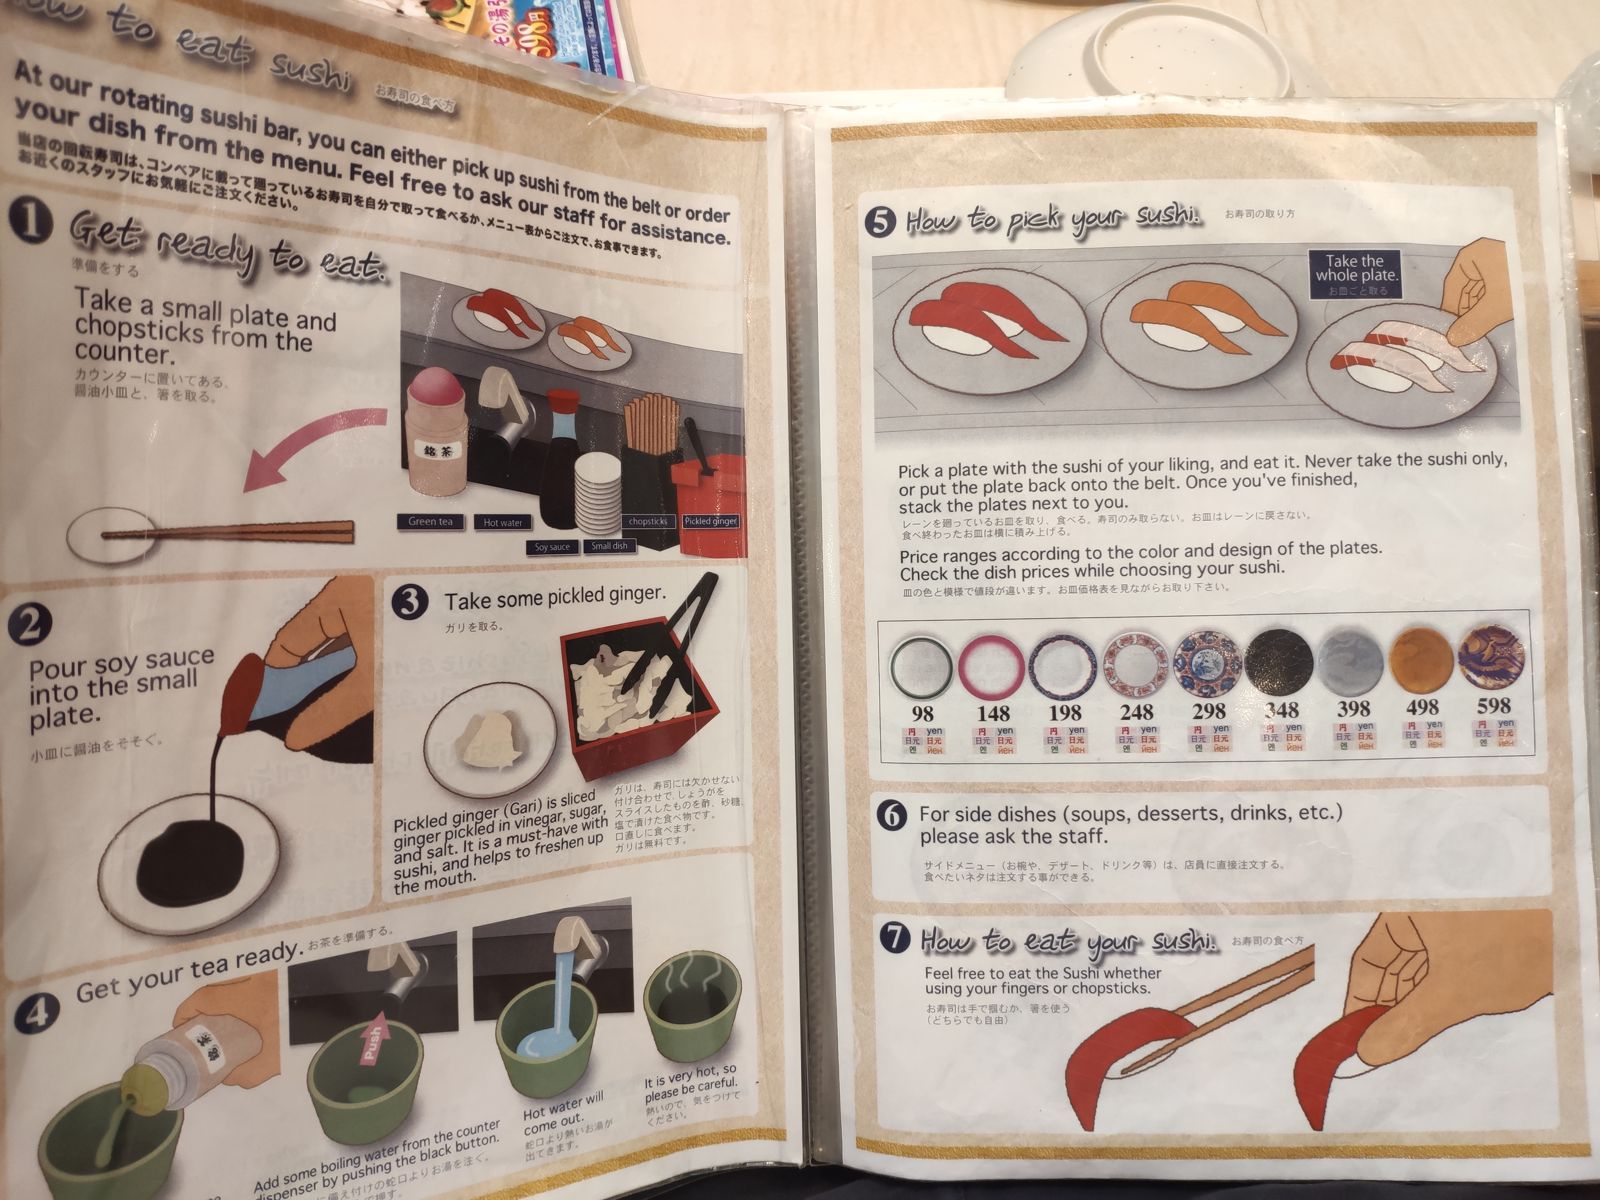 How to eat sushi お寿司の食べ方
At our rotating sushi bar, you can either pick up sushi from the belt or order
your dish from the menu. Feel free to ask our staff for assistance.
当店の回転寿司は、コンベアに載って廻っているお寿司を自分で取って食べるか、メニュー表からご注文で、お食事できます。
お近くのスタッフにお気軽にご注文ください。
1 Get ready to eat.
準備をする
Take a small plate and
chopsticks from the
counter.
カウンターに置いてある、
醤油小皿と、箸を取る。
銘茶
Green tea
Hot water
Soy sauce
Small dish
chopsticks
Pickled ginger
2
Pour soy sauce
into the small
plate.
小皿に醤油をそそぐ。
3 Take some pickled ginger.
ガリを取る。
Pickled ginger (Gari) is sliced
ginger pickled in vinegar, sugar,
and salt. It is a must-have with
sushi, and helps to freshen up
the mouth.
ガリは、寿司には欠かせない
付け合わせで、しょうがを
スライスしたものを酢、砂糖、
塩で漬けた食べ物です。
口直しに食べます。
ガリは無料です。
4 Get your tea ready. お茶を準備する。
銘茶
Push
Add some boiling water from the counter
dispenser by pushing the black button.
備え付けの蛇口よりお湯を注ぐ。
Hot water will
come out.
蛇口より熱いお湯が
出てきます。
It is very hot, so
please be careful.
熱いので、気をつけて
ください。
5 How to pick your sushi. お寿司の取り方
Take the
whole plate.
お皿ごと取る
Pick a plate with the sushi of your liking, and eat it. Never take the sushi only,
or put the plate back onto the belt. Once you've finished,
stack the plates next to you.
レーンを廻っているお皿を取り、食べる。寿司のみ取らない。お皿はレーンに戻さない。
食べ終わったお皿は横に積み上げる。
Price ranges according to the color and design of the plates.
Check the dish prices while choosing your sushi.
皿の色と模様で値段が違います。お皿価格表を見ながらお取り下さい。
98 148 198 248 298 348 398 498 598
円 yen 円 yen 円 yen 円 yen 円 yen 円 yen 円 yen 円 yen 円 yen
日元 日元 日元 日元 日元 日元 日元 日元 日元 日元 日元 日元 日元 日元 日元 日元 日元 日元
엔 йен 엔 йен 엔 йен 엔 йен 엔 йен 엔 йен 엔 йен 엔 йен 엔 йен
6 For side dishes (soups, desserts, drinks, etc.)
please ask the staff.
サイドメニュー（お椀や、デザート、ドリンク等）は、店員に直接注文する。
食べたいネタは注文する事ができる。
7 How to eat your sushi. お寿司の食べ方
Feel free to eat the Sushi whether
using your fingers or chopsticks.
お寿司は手で掴むか、箸を使う
（どちらでも自由）